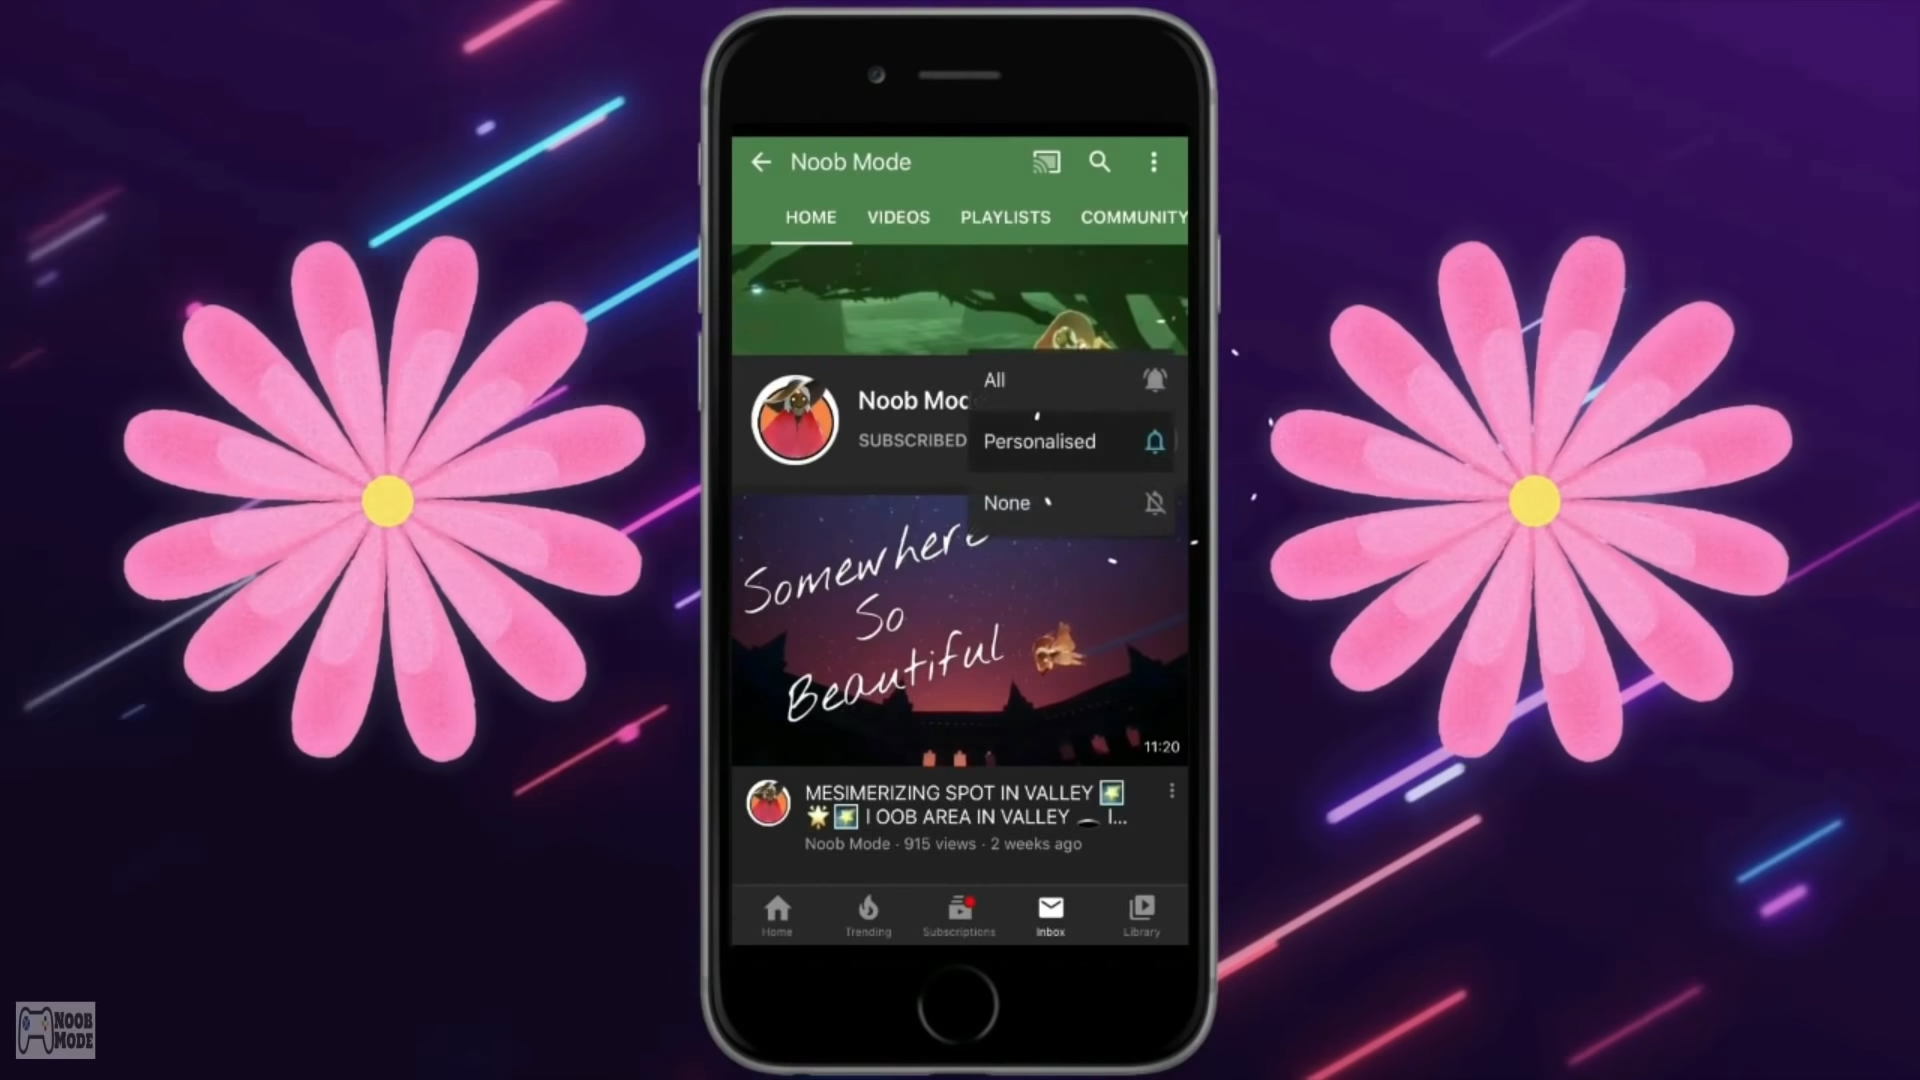 Noob Mode
HOME VIDEOS PLAYLISTS COMMUNITY
All
Noob Mod
SUBSCRIBED
Personalised
None
Somewhere
So
Beautiful
11:20
MESIMERIZING SPOT IN VALLEY
I OOB AREA IN VALLEY I...
Noob Mode · 915 views · 2 weeks ago
Home Trending Subscriptions Inbox Library
NOOB
MODE